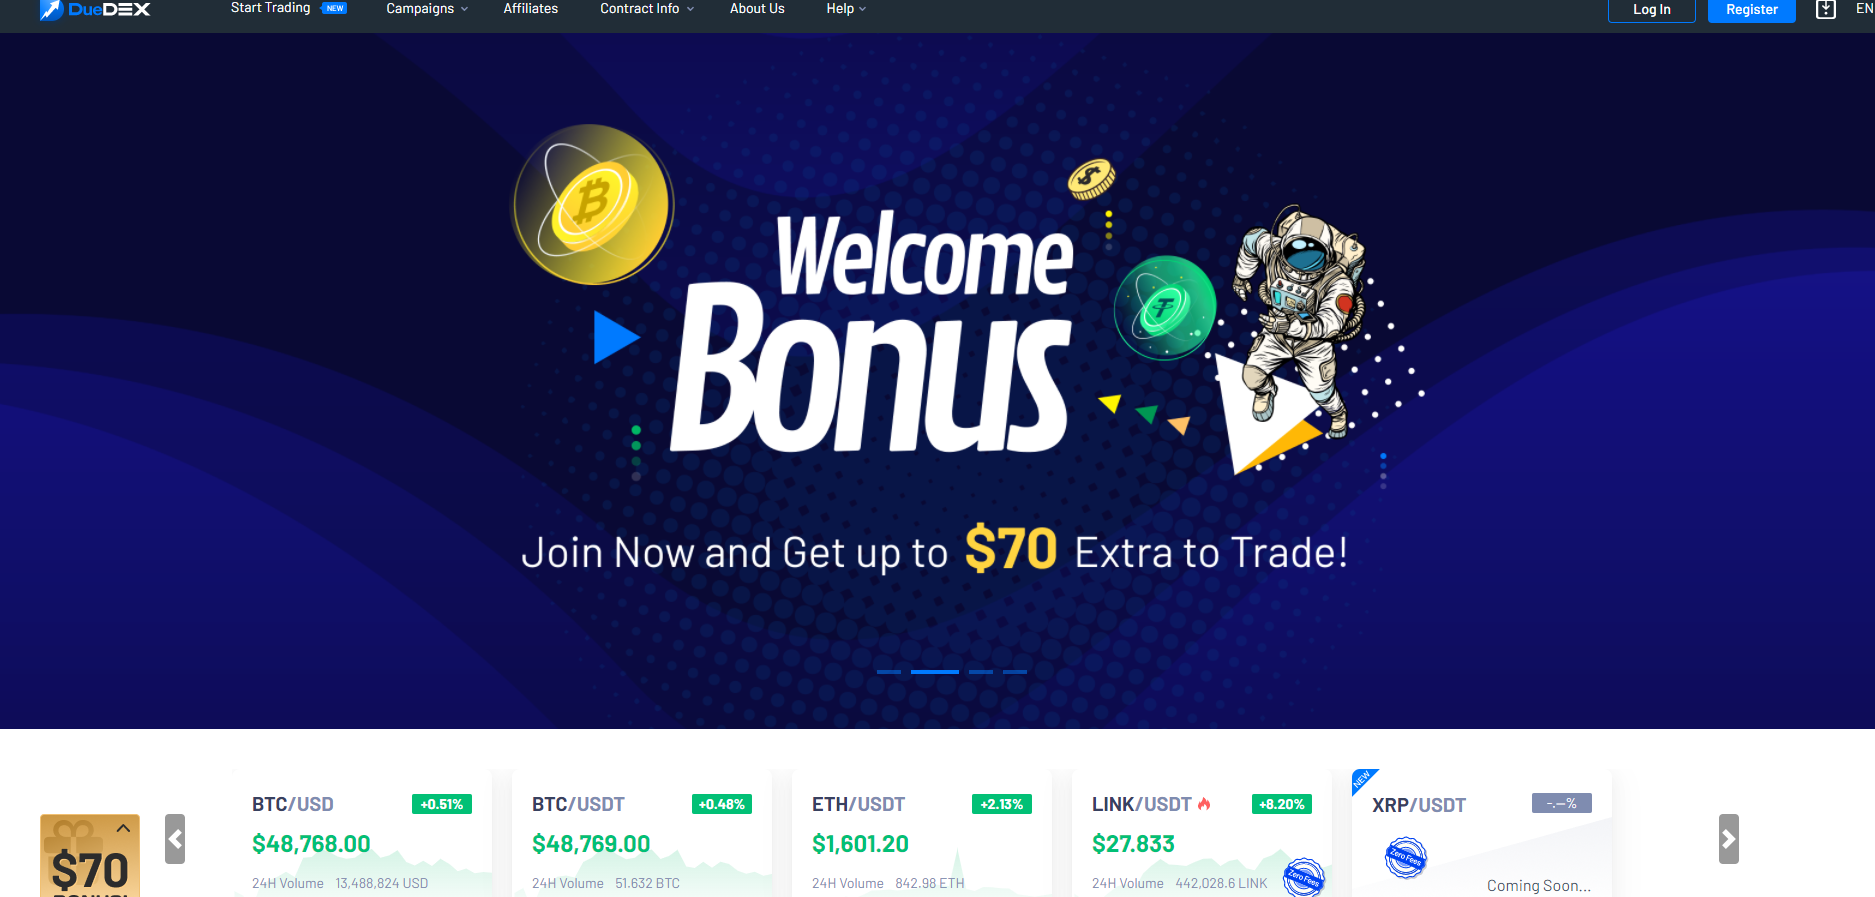 DueDEX Start Trading NEW Campaigns Affiliates Contract Info About Us Help Log In Register EN
Welcome
Bonus
Join Now and Get up to $70 Extra to Trade!
BTC/USD +0.51%
$48,768.00
24H Volume 13,488,824 USD
BTC/USDT +0.48%
$48,769.00
24H Volume 51.632 BTC
ETH/USDT +2.13%
$1,601.20
24H Volume 842.98 ETH
LINK/USDT +8.20%
$27.833
24H Volume 442,028.6 LINK
Zero Fees
NEW
XRP/USDT -.--%
Zero Fees
Coming Soon...
$70
BONUS!